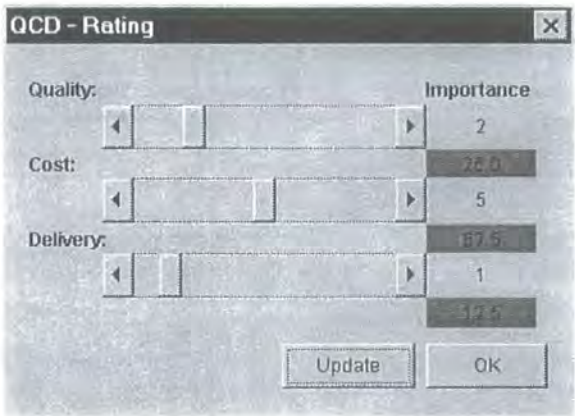 QCD - Rating
Quality:
Importance
2
25.0
Cost:
5
62.5
Delivery:
1
12.5
Update
OK